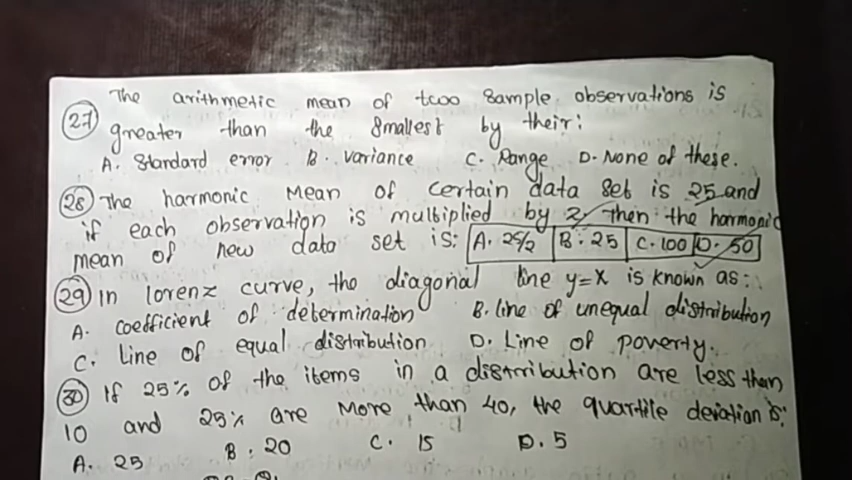 The arithmetic mean of two sample observations is
(27) greater than the smallest by their:
A. Standard error B. variance C. Range D. None of these.
(28) The harmonic Mean of certain data set is 25 and
if each observation is multiplied by 2, then the harmonic
mean of new data set is: A. 25/2 B. 25 C. 100 D. 50
(29) In lorenz curve, the diagonal line y=x is known as:
A. coefficient of determination B. line of unequal distribution
C. Line of equal distribution D. Line of poverty.
(30) If 25% of the items in a distribution are less than
10 and 25% are More than 40, the quartile deviation is:
A. 25 B. 20 C. 15 D. 5